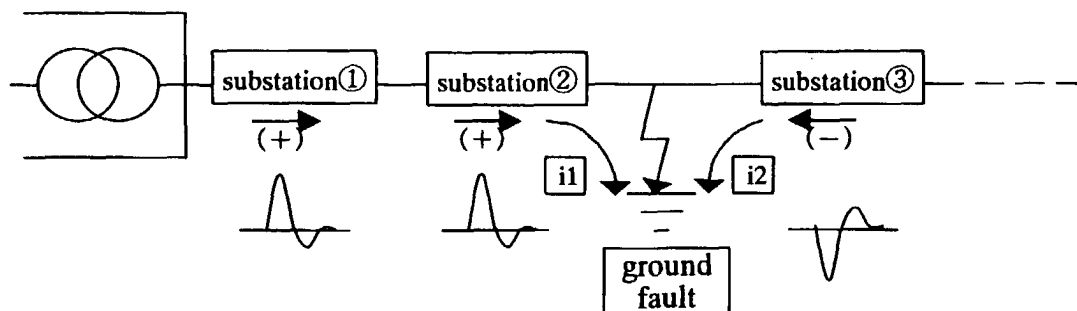 substation①
substation②
substation③
(+)
(+)
(−)
i1
i2
ground
fault